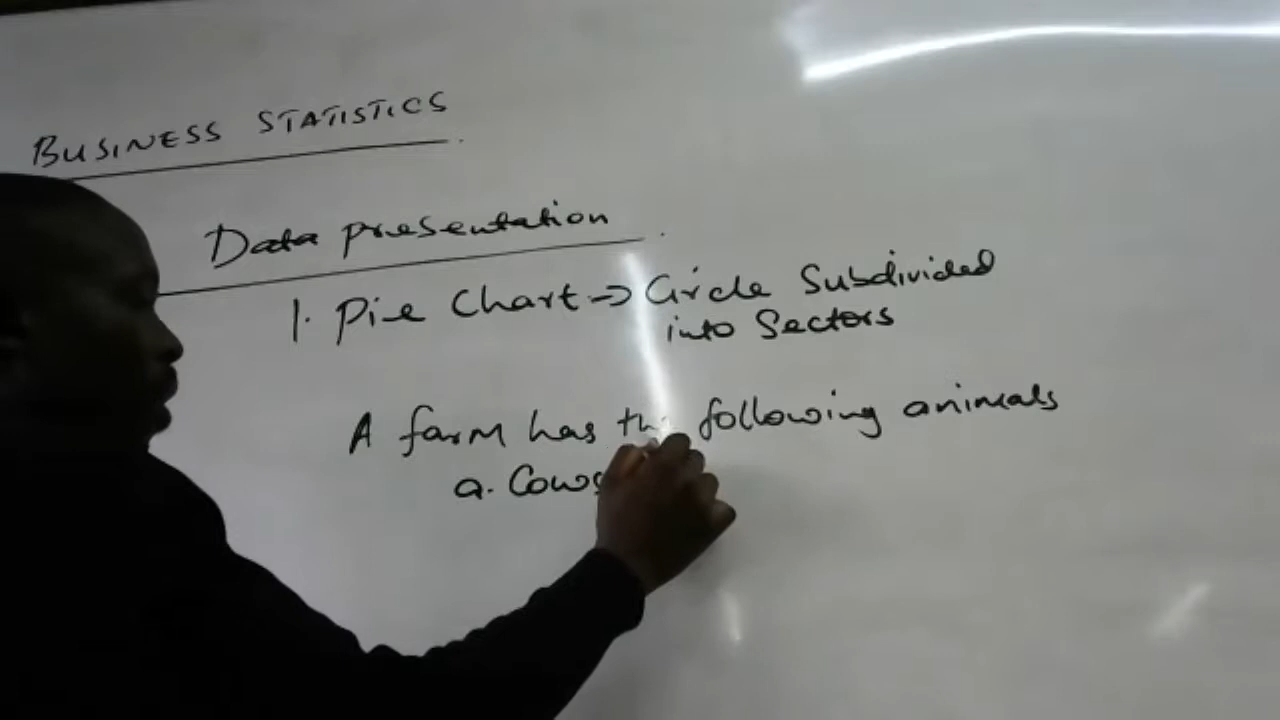 BUSINESS STATISTICS.
Data presentation.
1. Pie Chart -> Circle Subdivided
into Sectors
A farm has the following animals
a. Cows